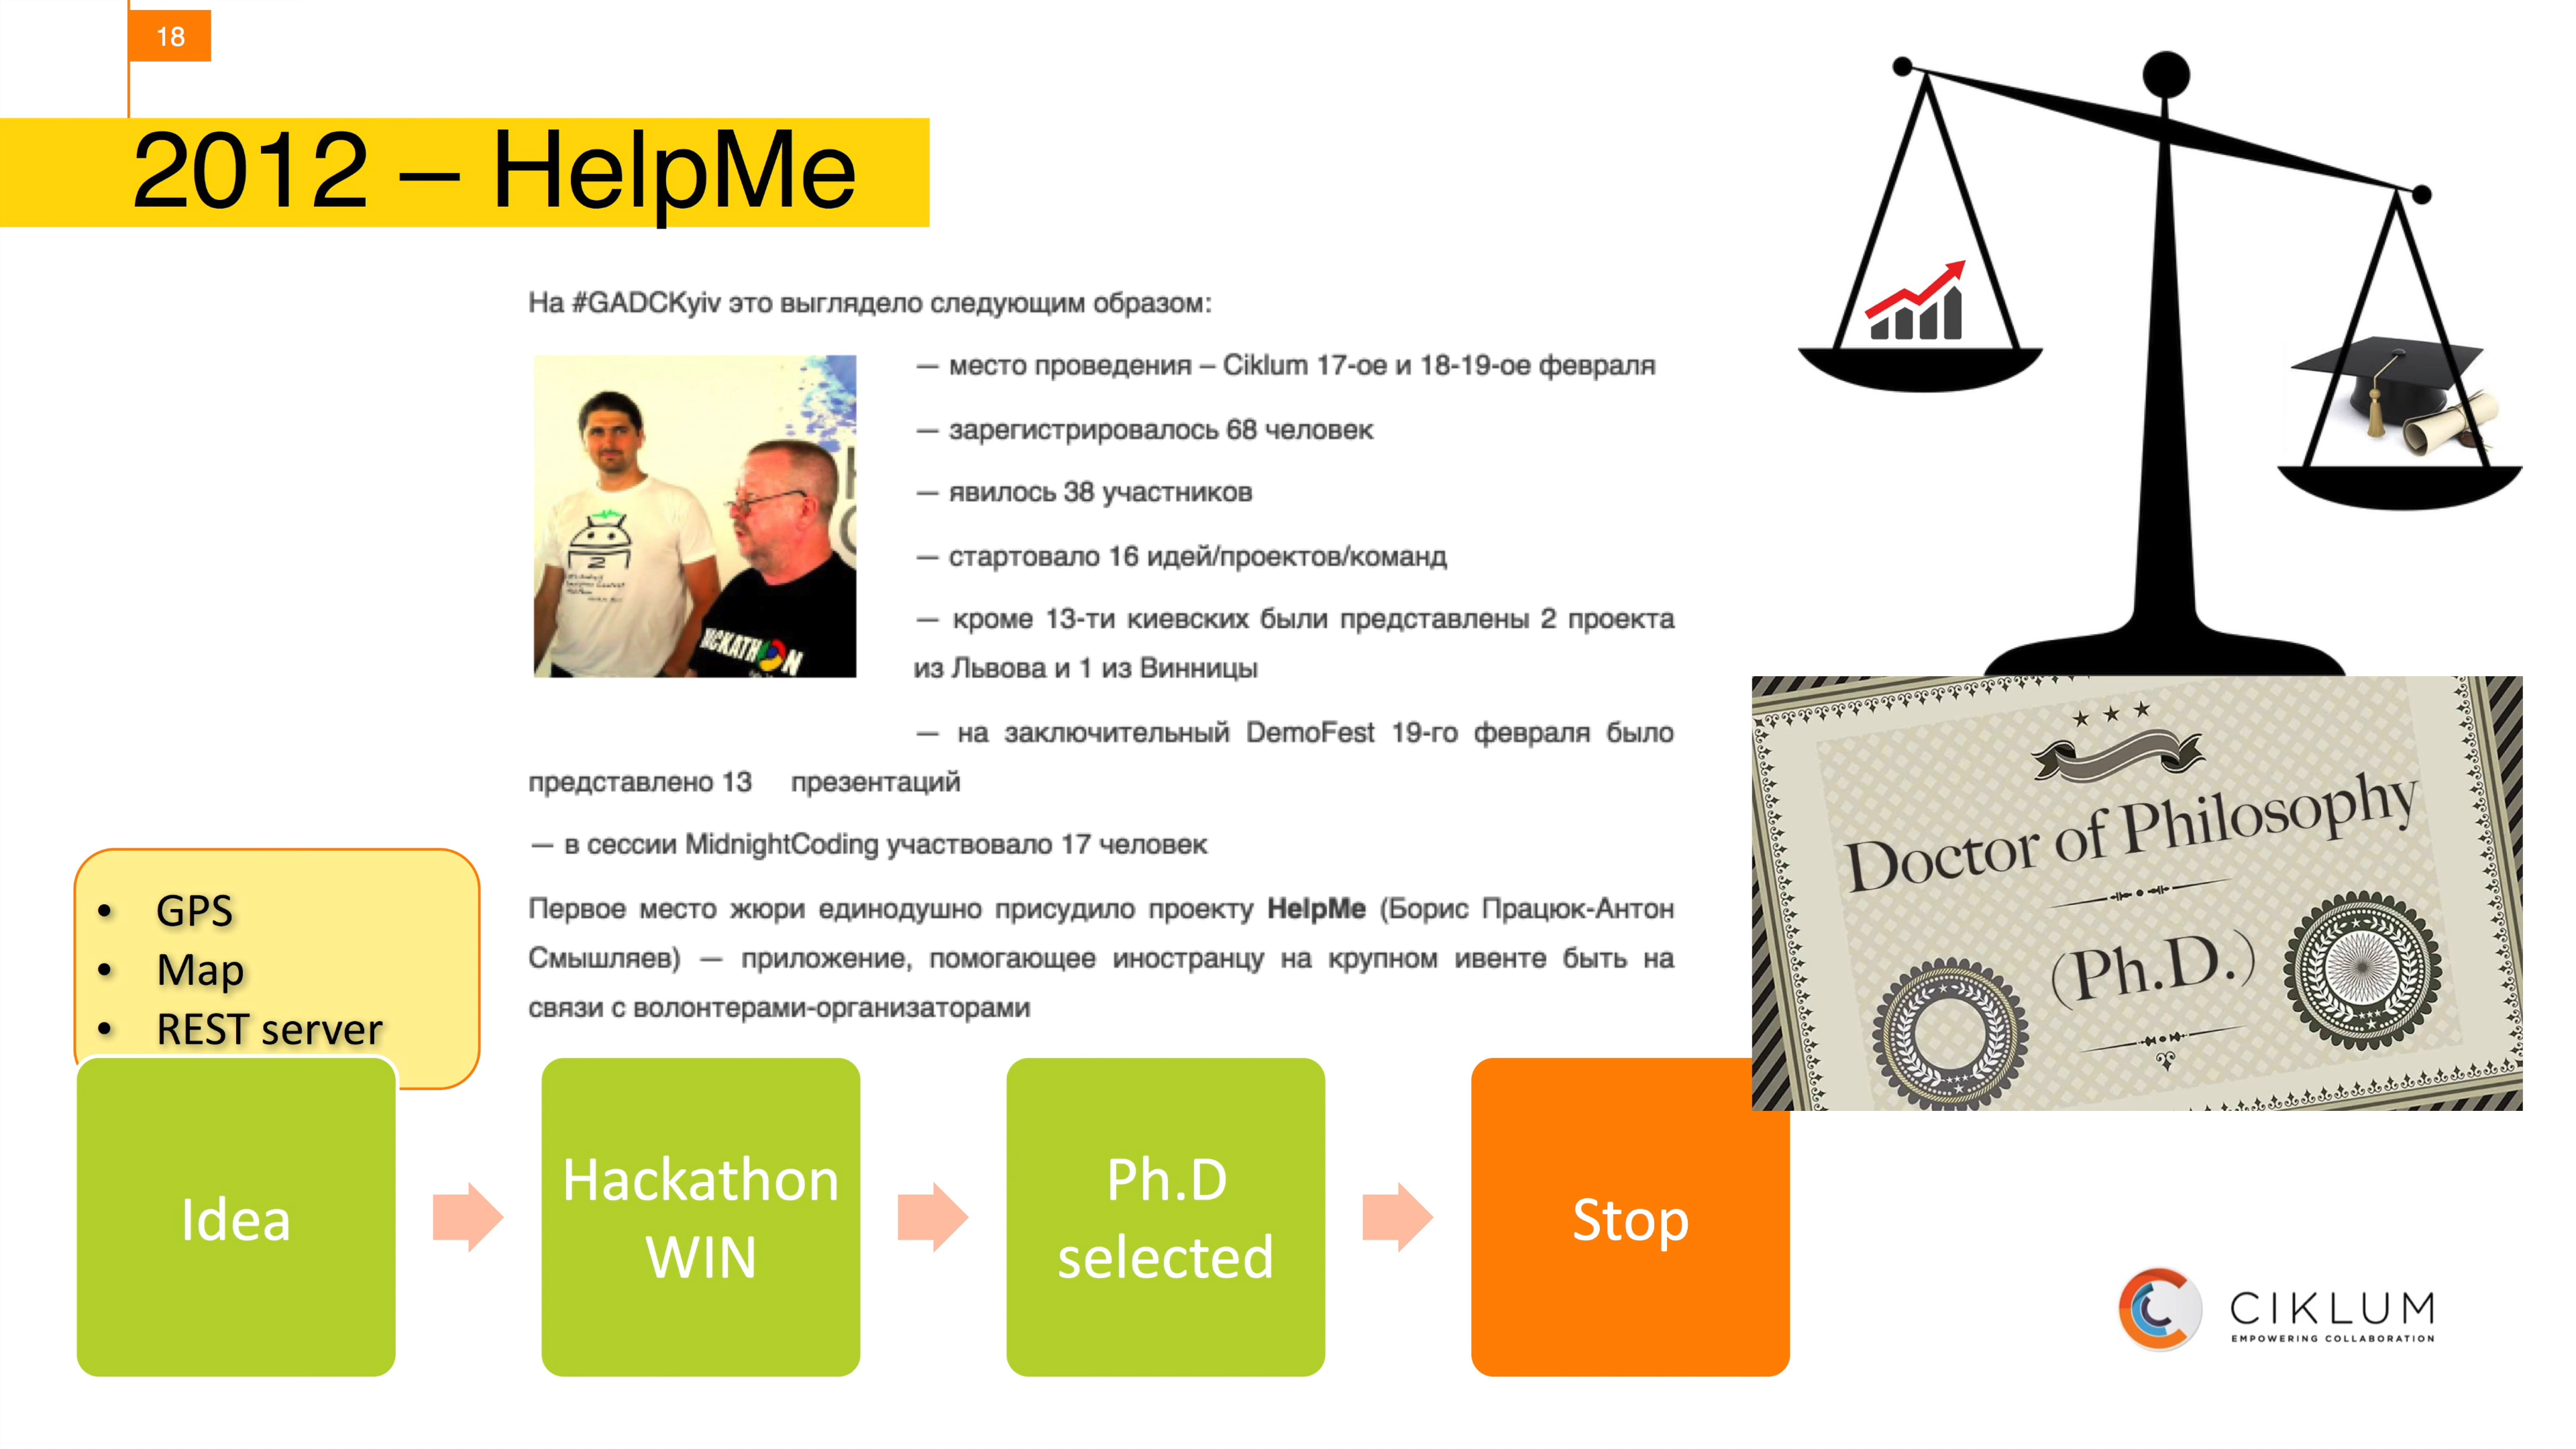 18
2012 – HelpMe
На #GADCKyiv это выглядело следующим образом:
— место проведения – Ciklum 17-ое и 18-19-ое февраля
— зарегистрировалось 68 человек
— явилось 38 участников
— стартовало 16 идей/проектов/команд
— кроме 13-ти киевских были представлены 2 проекта
из Львова и 1 из Винницы
— на заключительный DemoFest 19-го февраля было
представлено 13 презентаций
— в сессии MidnightCoding участвовало 17 человек
Первое место жюри единодушно присудило проекту HelpMe (Борис Працюк-Антон
Смышляев) — приложение, помогающее иностранцу на крупном ивенте быть на
связи с волонтерами-организаторами
2
HACKATHON
Doctor of Philosophy
(Ph.D.)
• GPS
• Map
• REST server
Idea
Hackathon
WIN
Ph.D
selected
Stop
CIKLUM
EMPOWERING COLLABORATION